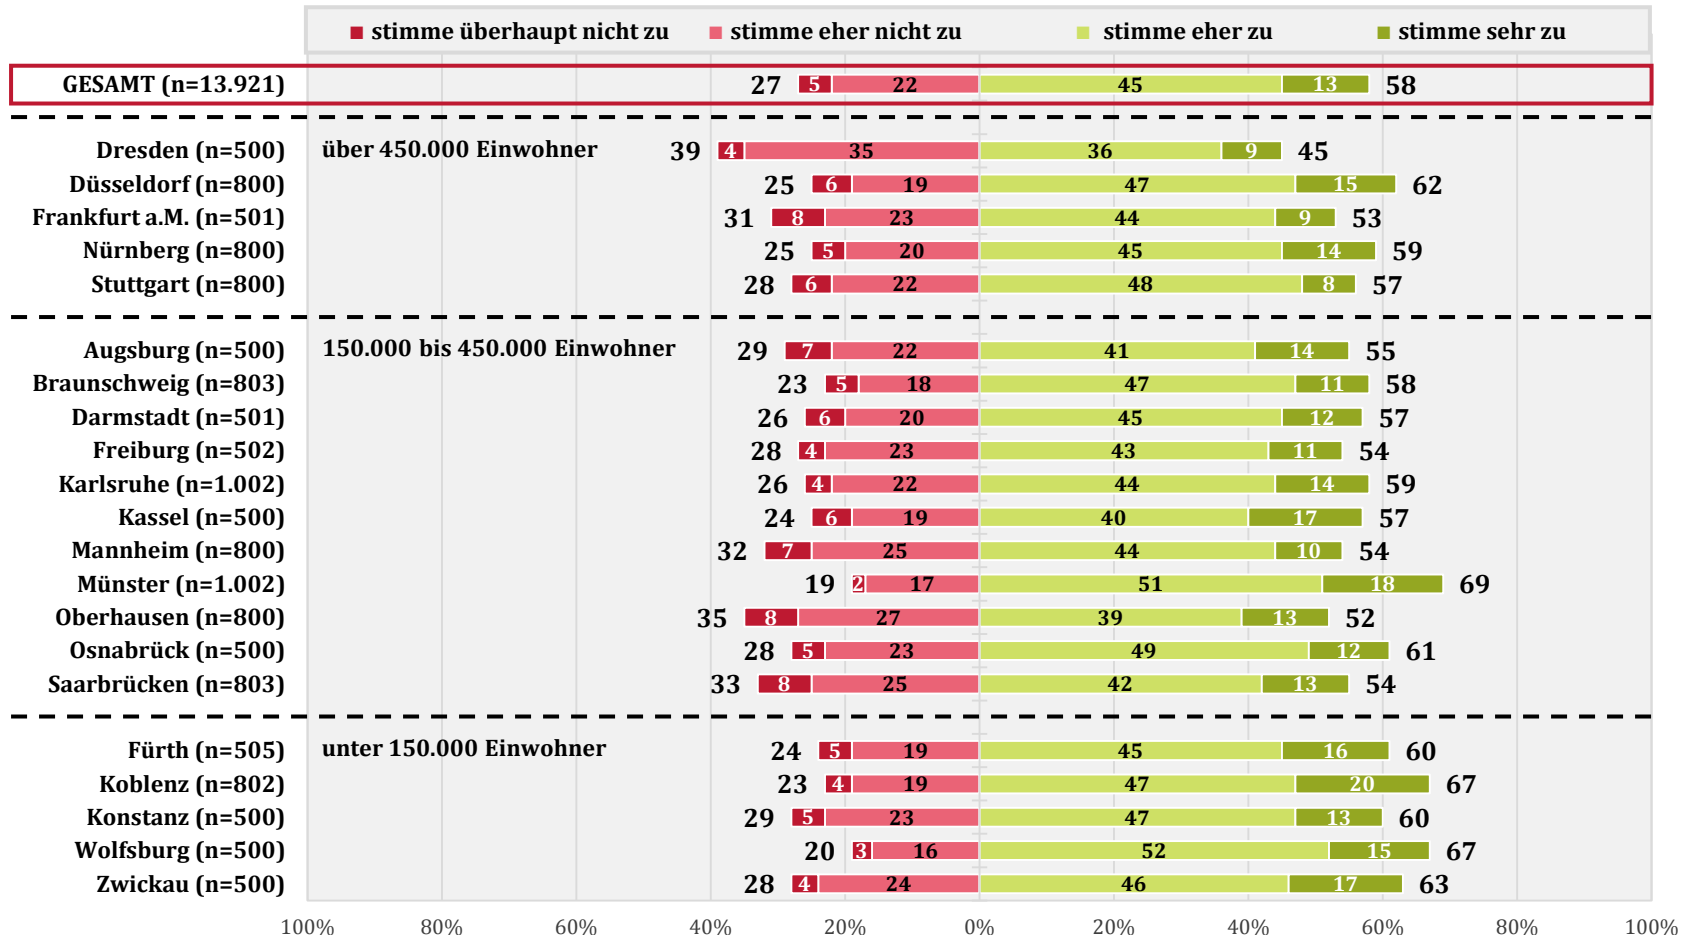 stimme überhaupt nicht zu stimme eher nicht zu stimme eher zu stimme sehr zu
GESAMT (n=13.921) 27 5 22 45 13 58
Dresden (n=500) über 450.000 Einwohner 39 4 35 36 9 45
Düsseldorf (n=800) 25 6 19 47 15 62
Frankfurt a.M. (n=501) 31 8 23 44 9 53
Nürnberg (n=800) 25 5 20 45 14 59
Stuttgart (n=800) 28 6 22 48 8 57
Augsburg (n=500) 150.000 bis 450.000 Einwohner 29 7 22 41 14 55
Braunschweig (n=803) 23 5 18 47 11 58
Darmstadt (n=501) 26 6 20 45 12 57
Freiburg (n=502) 28 4 23 43 11 54
Karlsruhe (n=1.002) 26 4 22 44 14 59
Kassel (n=500) 24 6 19 40 17 57
Mannheim (n=800) 32 7 25 44 10 54
Münster (n=1.002) 19 2 17 51 18 69
Oberhausen (n=800) 35 8 27 39 13 52
Osnabrück (n=500) 28 5 23 49 12 61
Saarbrücken (n=803) 33 8 25 42 13 54
Fürth (n=505) unter 150.000 Einwohner 24 5 19 45 16 60
Koblenz (n=802) 23 4 19 47 20 67
Konstanz (n=500) 29 5 23 47 13 60
Wolfsburg (n=500) 20 3 16 52 15 67
Zwickau (n=500) 28 4 24 46 17 63
100% 80% 60% 40% 20% 0% 20% 40% 60% 80% 100%